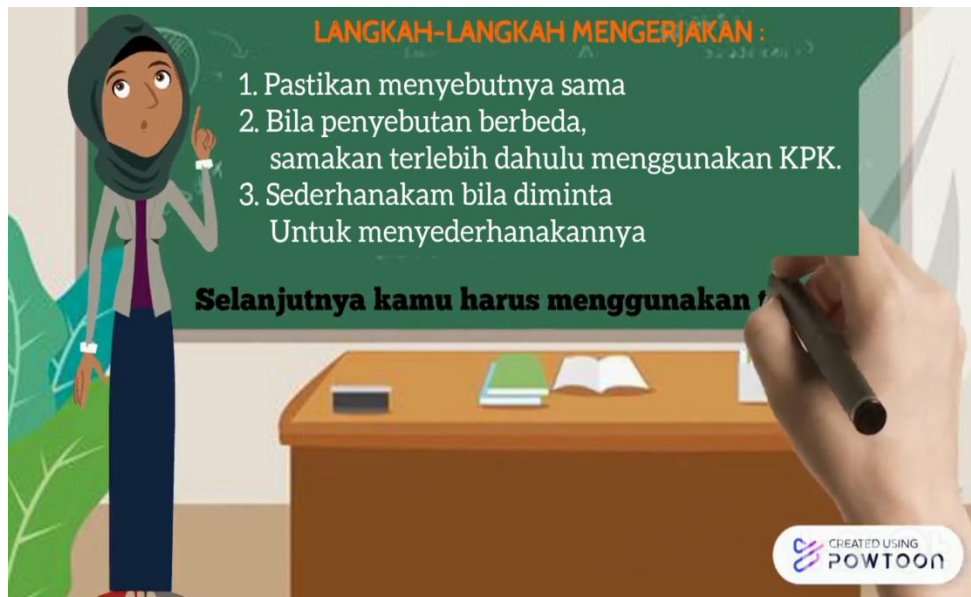 LANGKAH-LANGKAH MENGERJAKAN :
1. Pastikan menyebutnya sama
2. Bila penyebutan berbeda,
samakan terlebih dahulu menggunakan KPK.
3. Sederhanakam bila diminta
Untuk menyederhanakannya
Selanjutnya kamu harus menggunakan
CREATED USING
POWTOON